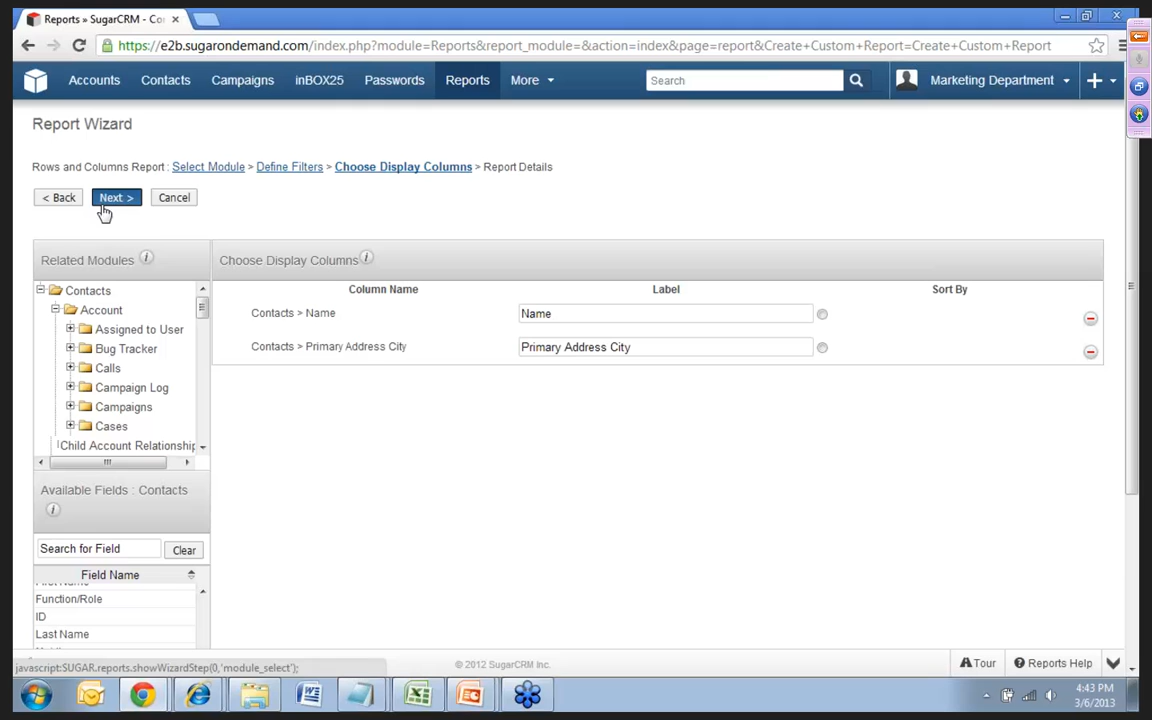 Reports » SugarCRM - Co
https://e2b.sugarondemand.com/index.php?module=Reports&report_module=&action=index&page=report&Create+Custom+Report=Create+Custom+Report
Accounts Contacts Campaigns inBOX25 Passwords Reports More Search Marketing Department
Report Wizard
Rows and Columns Report : Select Module > Define Filters > Choose Display Columns > Report Details
< Back Next > Cancel
Related Modules
Choose Display Columns
Column Name Label Sort By
Contacts > Name Name
Contacts > Primary Address City Primary Address City
Contacts
Account
Assigned to User
Bug Tracker
Calls
Campaign Log
Campaigns
Cases
Child Account Relationship
Available Fields : Contacts
Search for Field Clear
Field Name
Function/Role
ID
Last Name
javascript:SUGAR.reports.showWizardStep(0,'module_select');
© 2012 SugarCRM Inc.
Tour Reports Help
4:43 PM
3/6/2013